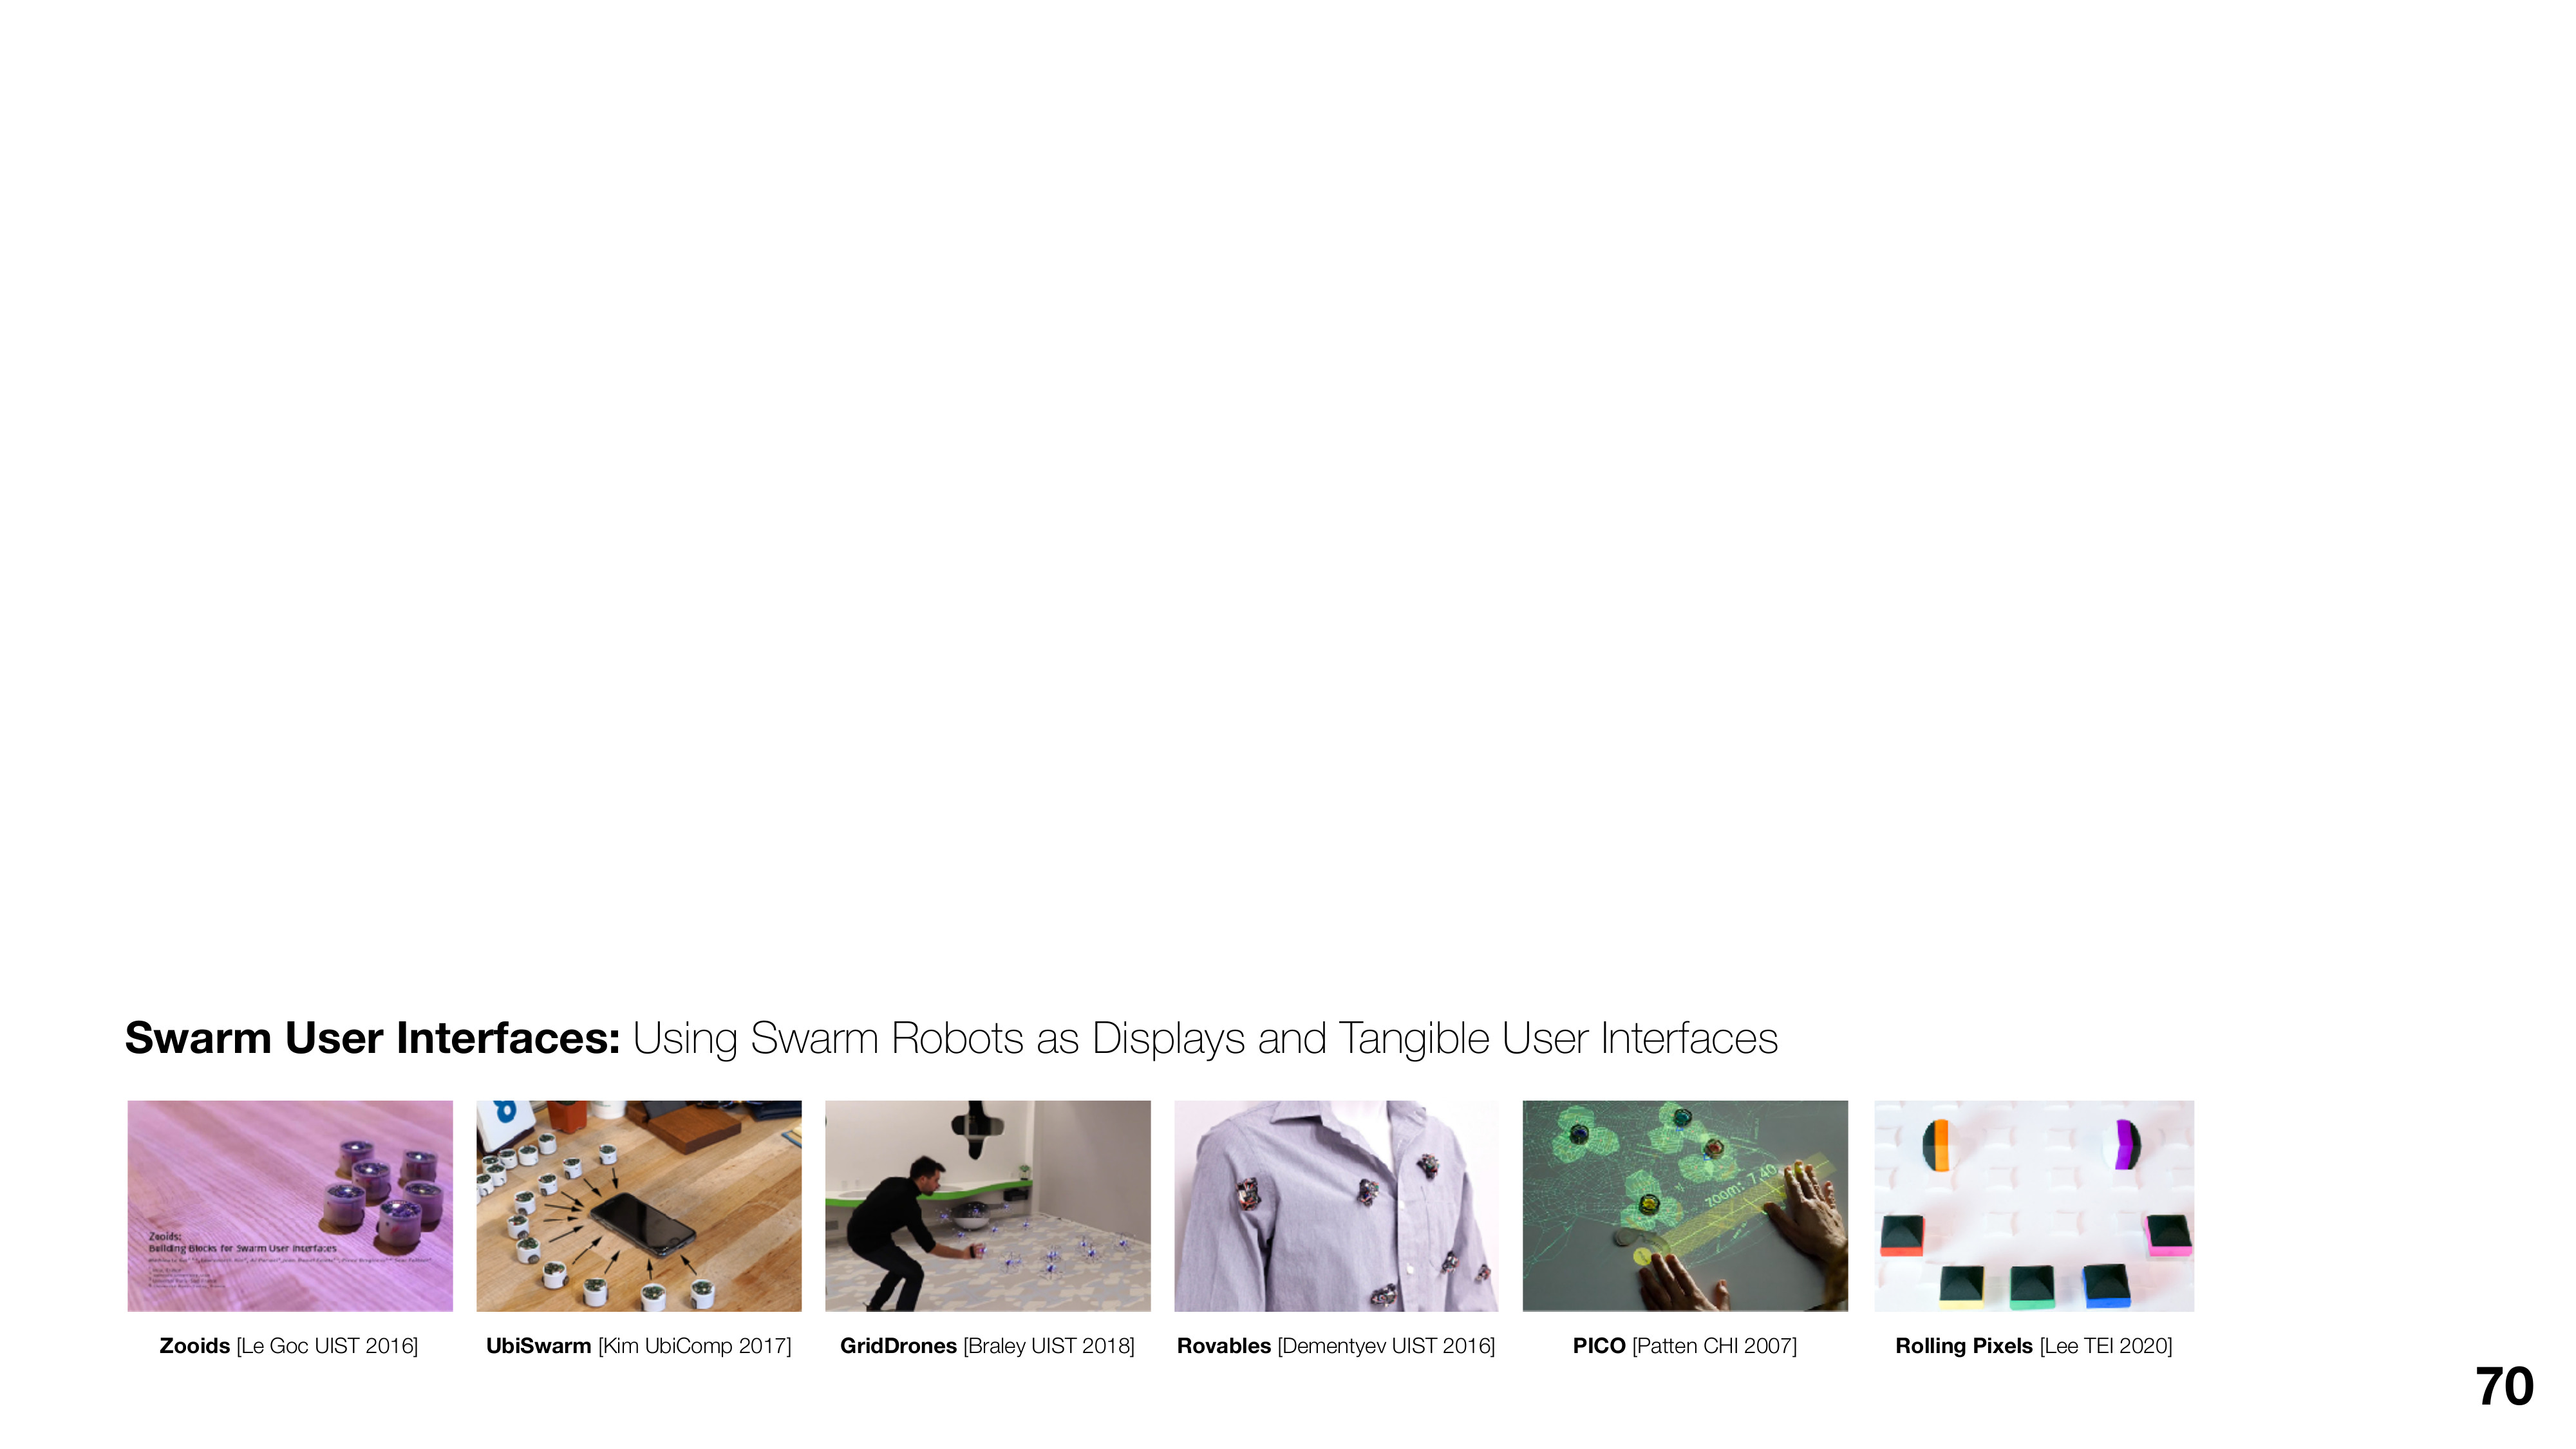 Swarm User Interfaces: Using Swarm Robots as Displays and Tangible User Interfaces
Zooids:
Building Blocks for Swarm User Interfaces
8
zoom: 7.40
Zooids [Le Goc UIST 2016]
UbiSwarm [Kim UbiComp 2017]
GridDrones [Braley UIST 2018]
Rovables [Dementyev UIST 2016]
PICO [Patten CHI 2007]
Rolling Pixels [Lee TEI 2020]
70